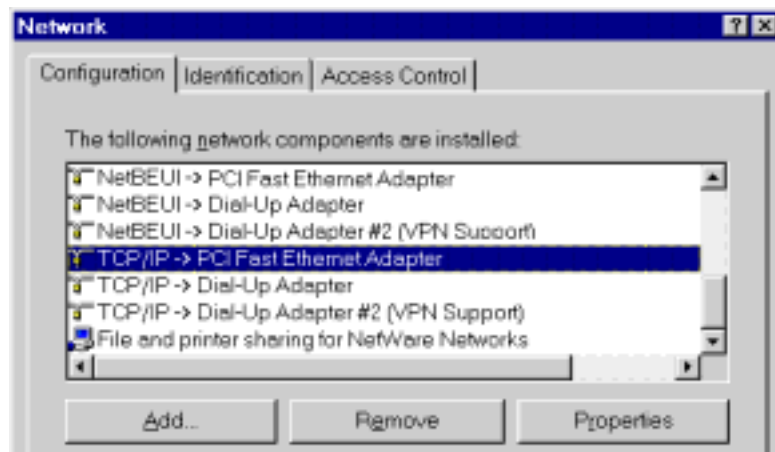 Network
Configuration Identification Access Control
The following network components are installed:
NetBEUI -> PCI Fast Ethernet Adapter
NetBEUI -> Dial-Up Adapter
NetBEUI -> Dial-Up Adapter #2 (VPN Support)
TCP/IP -> PCI Fast Ethernet Adapter
TCP/IP -> Dial-Up Adapter
TCP/IP -> Dial-Up Adapter #2 (VPN Support)
File and printer sharing for NetWare Networks
Add... Remove Properties